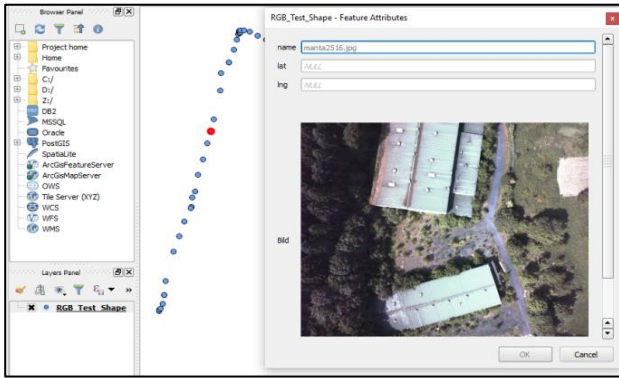 Browser Panel
Project home
Home
Favourites
C:/
D:/
Z:/
DB2
MSSQL
Oracle
PostGIS
SpatiaLite
ArcGisFeatureServer
ArcGisMapServer
OWS
Tile Server (XYZ)
WCS
WFS
WMS
Layers Panel
RGB_Test_Shape
RGB_Test_Shape - Feature Attributes
name manta2516.jpg
lat NULL
lng NULL
Bild
OK Cancel